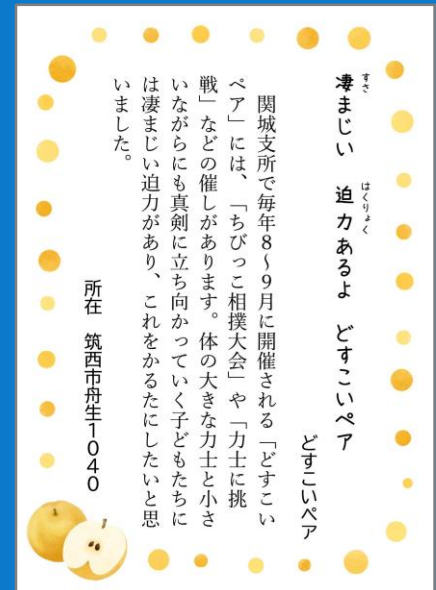 凄まじい　迫力あるよ　どすこいペア
すさ
はくりょく
どすこいペア
関城支所で毎年８～９月に開催される「どすこい
ペア」には、「ちびっこ相撲大会」や「力士に挑
戦」などの催しがあります。体の大きな力士と小さ
いながらにも真剣に立ち向かっていく子どもたちに
は凄まじい迫力があり、これをかるたにしたいと思
いました。
所在　筑西市舟生１０４０